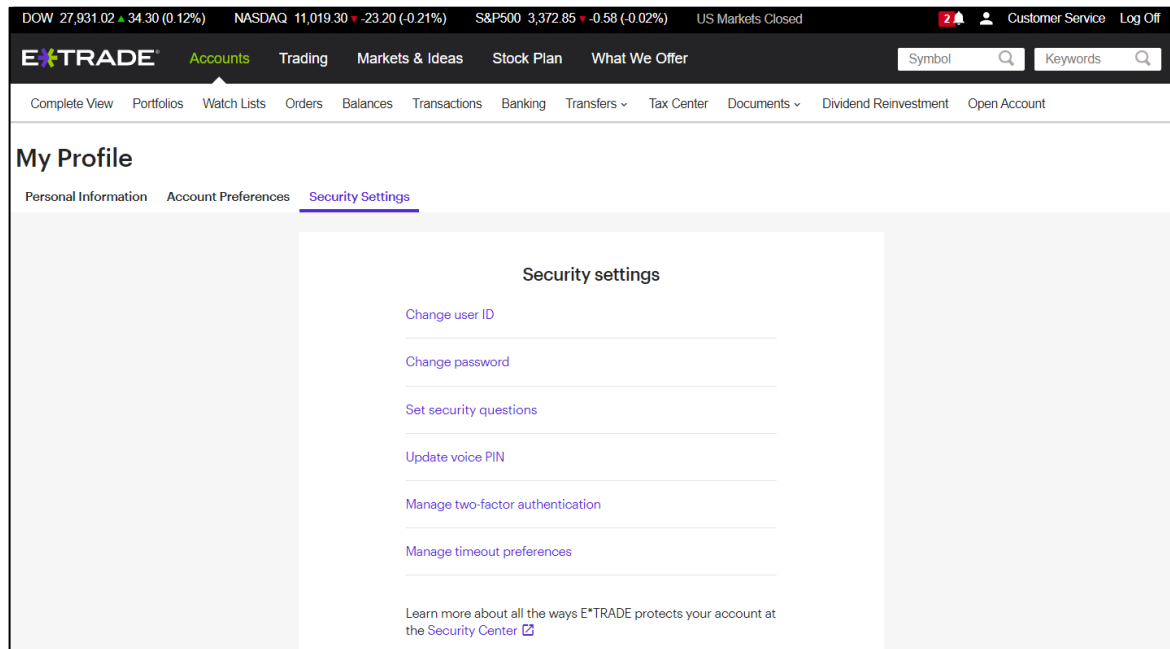 DOW 27,931.02 ▲ 34.30 (0.12%) NASDAQ 11,019.30 ▼ -23.20 (-0.21%) S&P500 3,372.85 ▼ -0.58 (-0.02%) US Markets Closed 2 Customer Service Log Off
E*TRADE Accounts Trading Markets & Ideas Stock Plan What We Offer Symbol Keywords
Complete View Portfolios Watch Lists Orders Balances Transactions Banking Transfers Tax Center Documents Dividend Reinvestment Open Account
My Profile
Personal Information Account Preferences Security Settings
Security settings
Change user ID
Change password
Set security questions
Update voice PIN
Manage two-factor authentication
Manage timeout preferences
Learn more about all the ways E*TRADE protects your account at
the Security Center